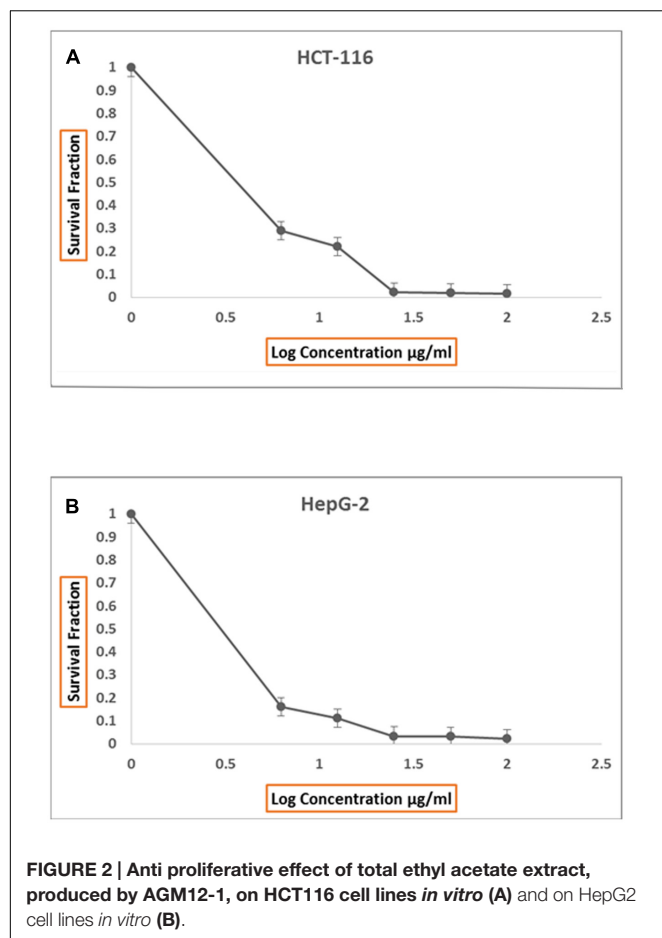 A
HCT-116
1
0.9
0.8
0.7
0.6
0.5
0.4
0.3
0.2
0.1
0
Survival Fraction
0 0.5 1 1.5 2 2.5
Log Concentration µg/ml
B
HepG-2
1
0.9
0.8
0.7
0.6
0.5
0.4
0.3
0.2
0.1
0
Survival Fraction
0 0.5 1 1.5 2 2.5
Log Concentration µg/ml
FIGURE 2 | Anti proliferative effect of total ethyl acetate extract,
produced by AGM12-1, on HCT116 cell lines in vitro (A) and on HepG2
cell lines in vitro (B).